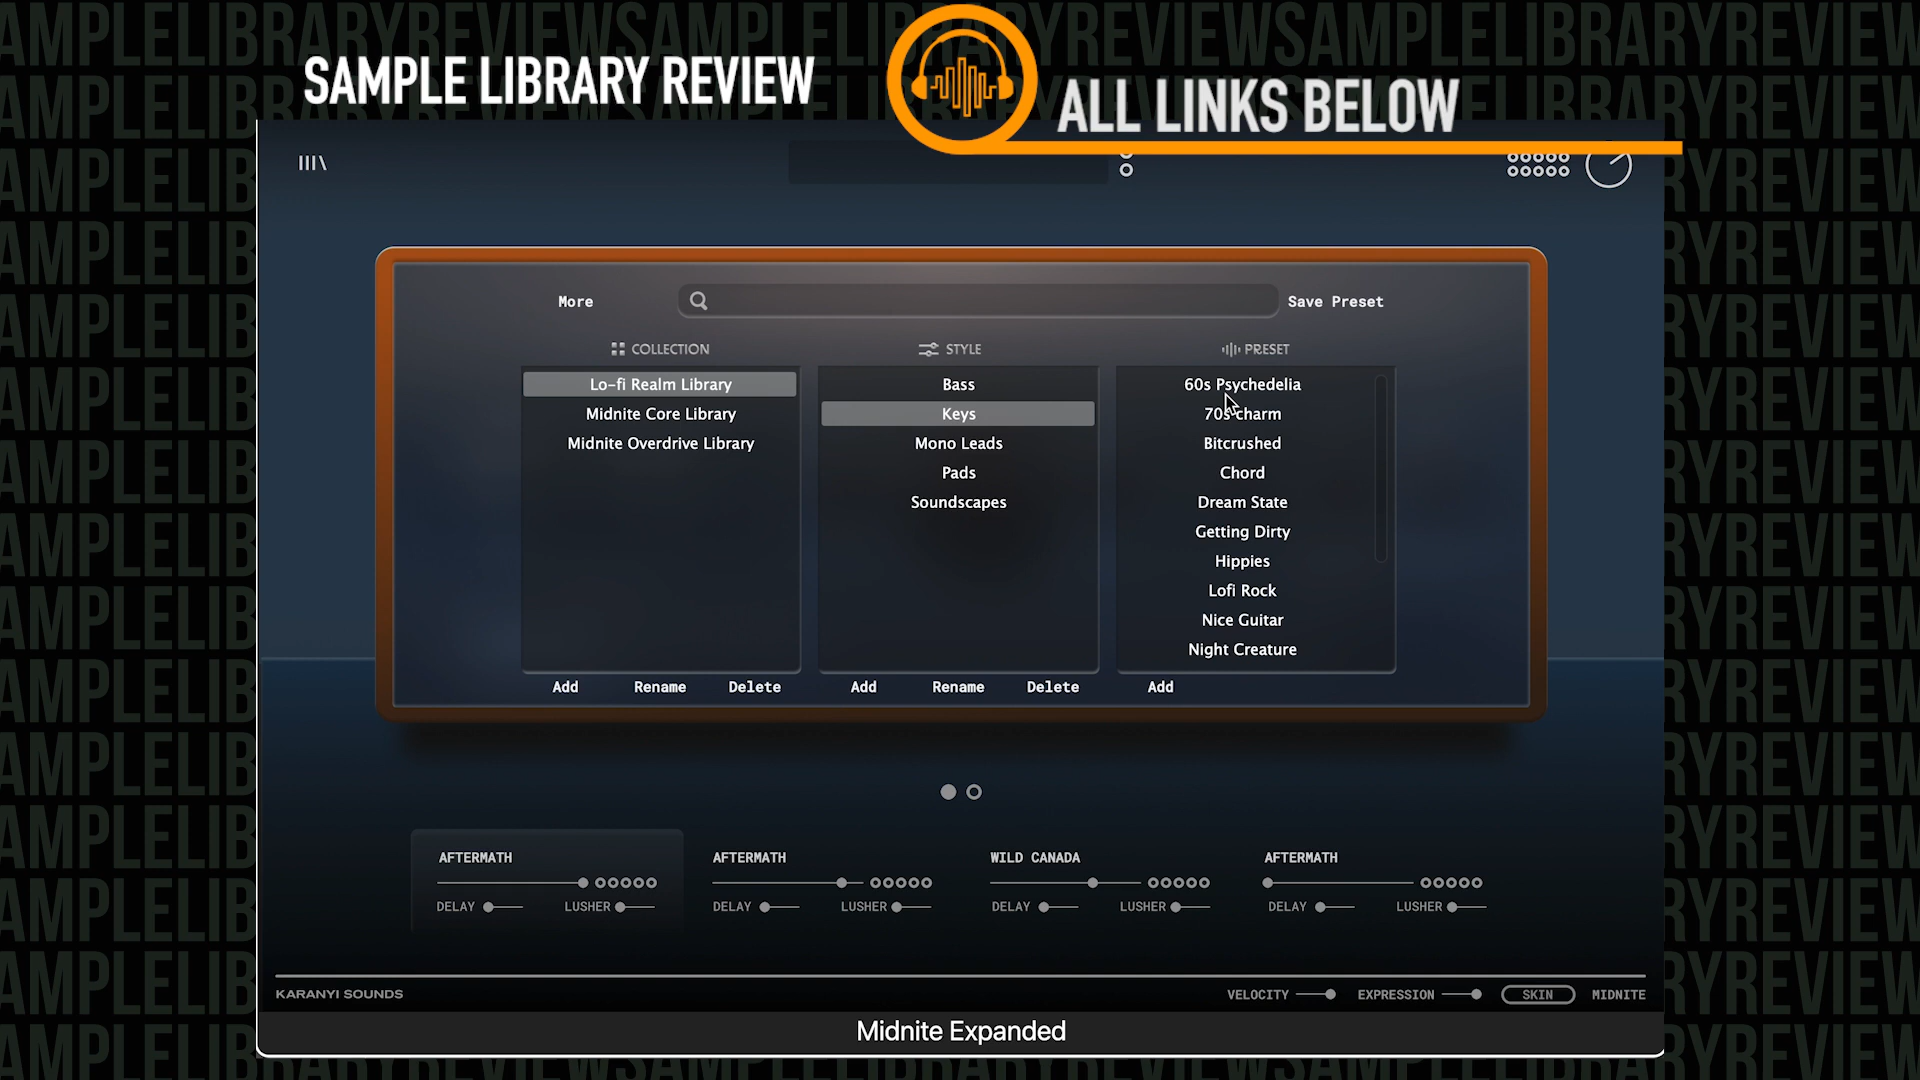 SAMPLE LIBRARY REVIEW
ALL LINKS BELOW
More
Save Preset
COLLECTION
STYLE
PRESET
Lo-fi Realm Library
Midnite Core Library
Midnite Overdrive Library
Bass
Keys
Mono Leads
Pads
Soundscapes
60s Psychedelia
70s charm
Bitcrushed
Chord
Dream State
Getting Dirty
Hippies
Lofi Rock
Nice Guitar
Night Creature
Add Rename Delete
Add Rename Delete
Add
AFTERMATH
DELAY LUSHER
AFTERMATH
DELAY LUSHER
WILD CANADA
DELAY LUSHER
AFTERMATH
DELAY LUSHER
KARANYI SOUNDS
VELOCITY EXPRESSION SKIN MIDNITE
Midnite Expanded